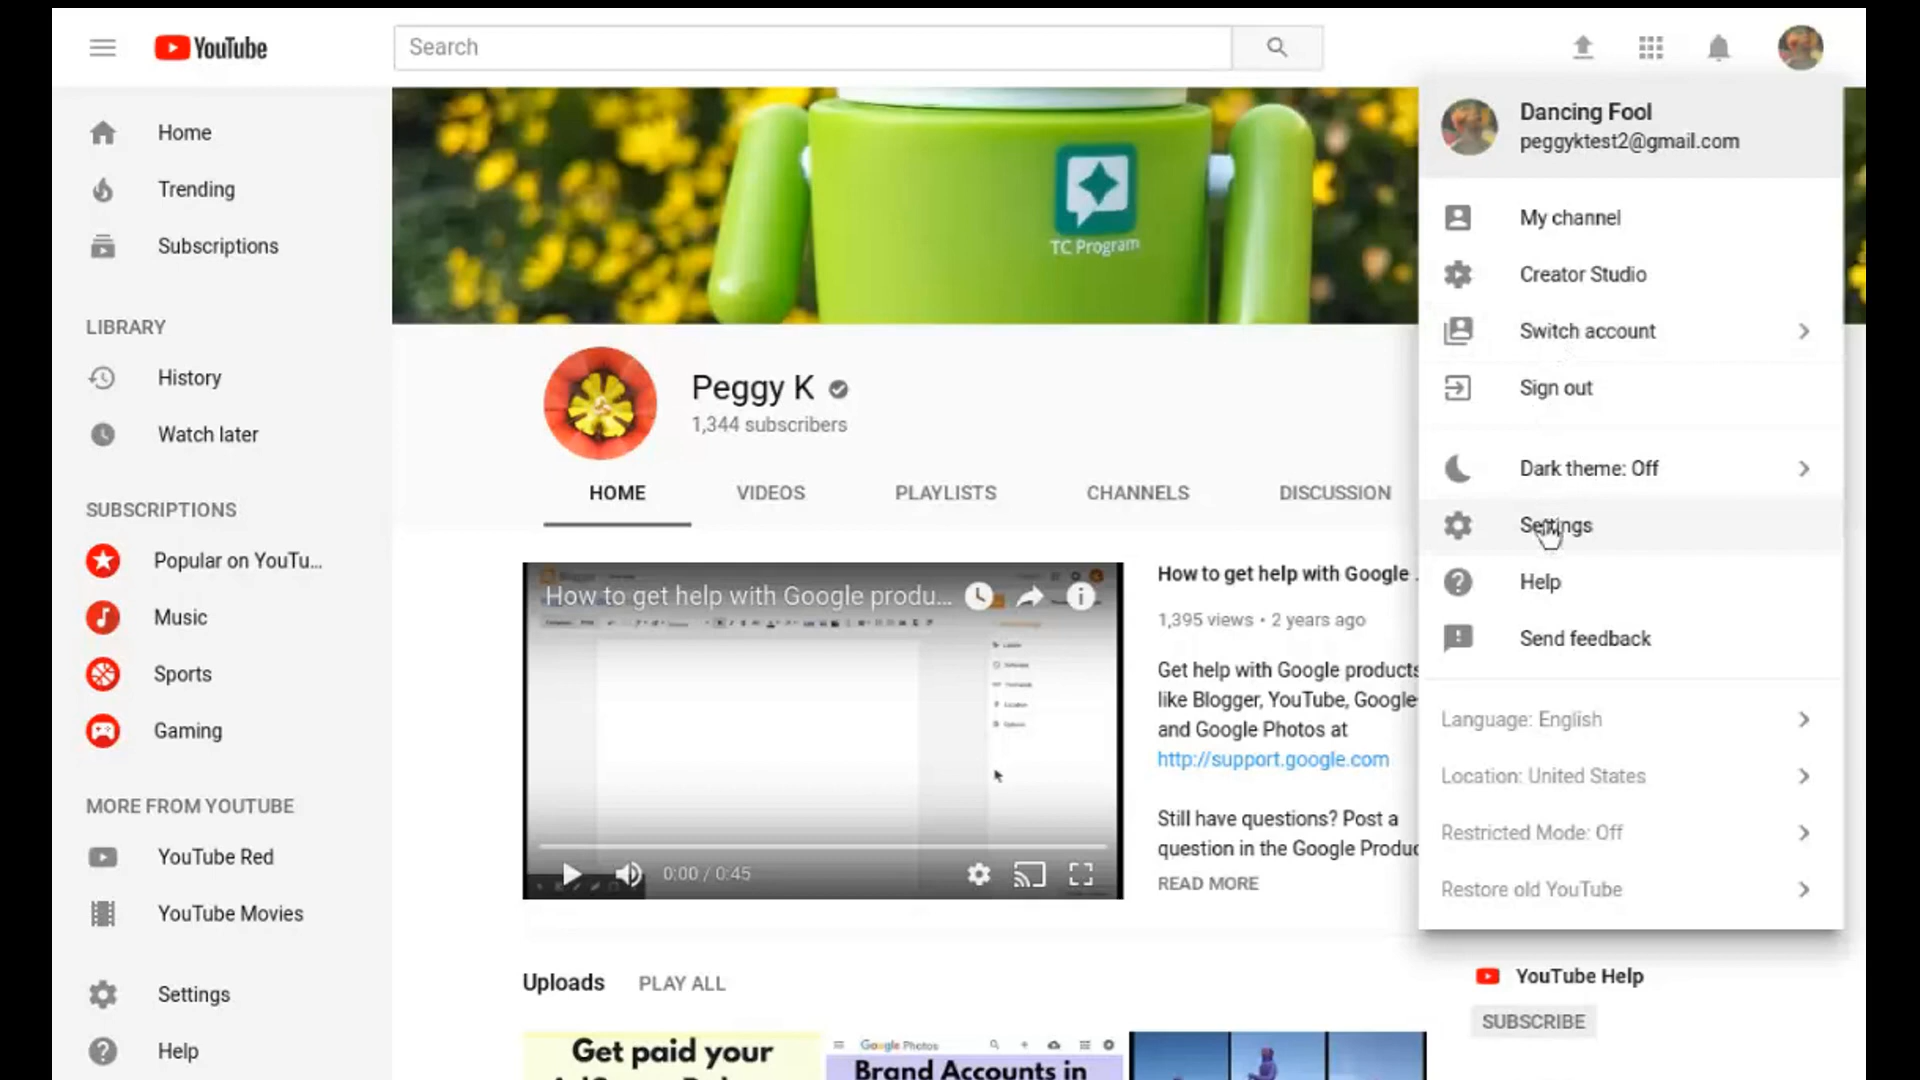 YouTube
Search
Home
Trending
Subscriptions
LIBRARY
History
Watch later
SUBSCRIPTIONS
Popular on YouTu...
Music
Sports
Gaming
MORE FROM YOUTUBE
YouTube Red
YouTube Movies
Settings
Help
TC Program
Peggy K
1,344 subscribers
HOME
VIDEOS
PLAYLISTS
CHANNELS
DISCUSSION
How to get help with Google produ...
0:00 / 0:45
How to get help with Google .
1,395 views • 2 years ago
Get help with Google products
like Blogger, YouTube, Google
and Google Photos at
http://support.google.com
Still have questions? Post a
question in the Google Produc
READ MORE
Uploads
PLAY ALL
Get paid your
Google Photos
Brand Accounts in
Dancing Fool
peggyktest2@gmail.com
My channel
Creator Studio
Switch account
Sign out
Dark theme: Off
Settings
Help
Send feedback
Language: English
Location: United States
Restricted Mode: Off
Restore old YouTube
YouTube Help
SUBSCRIBE